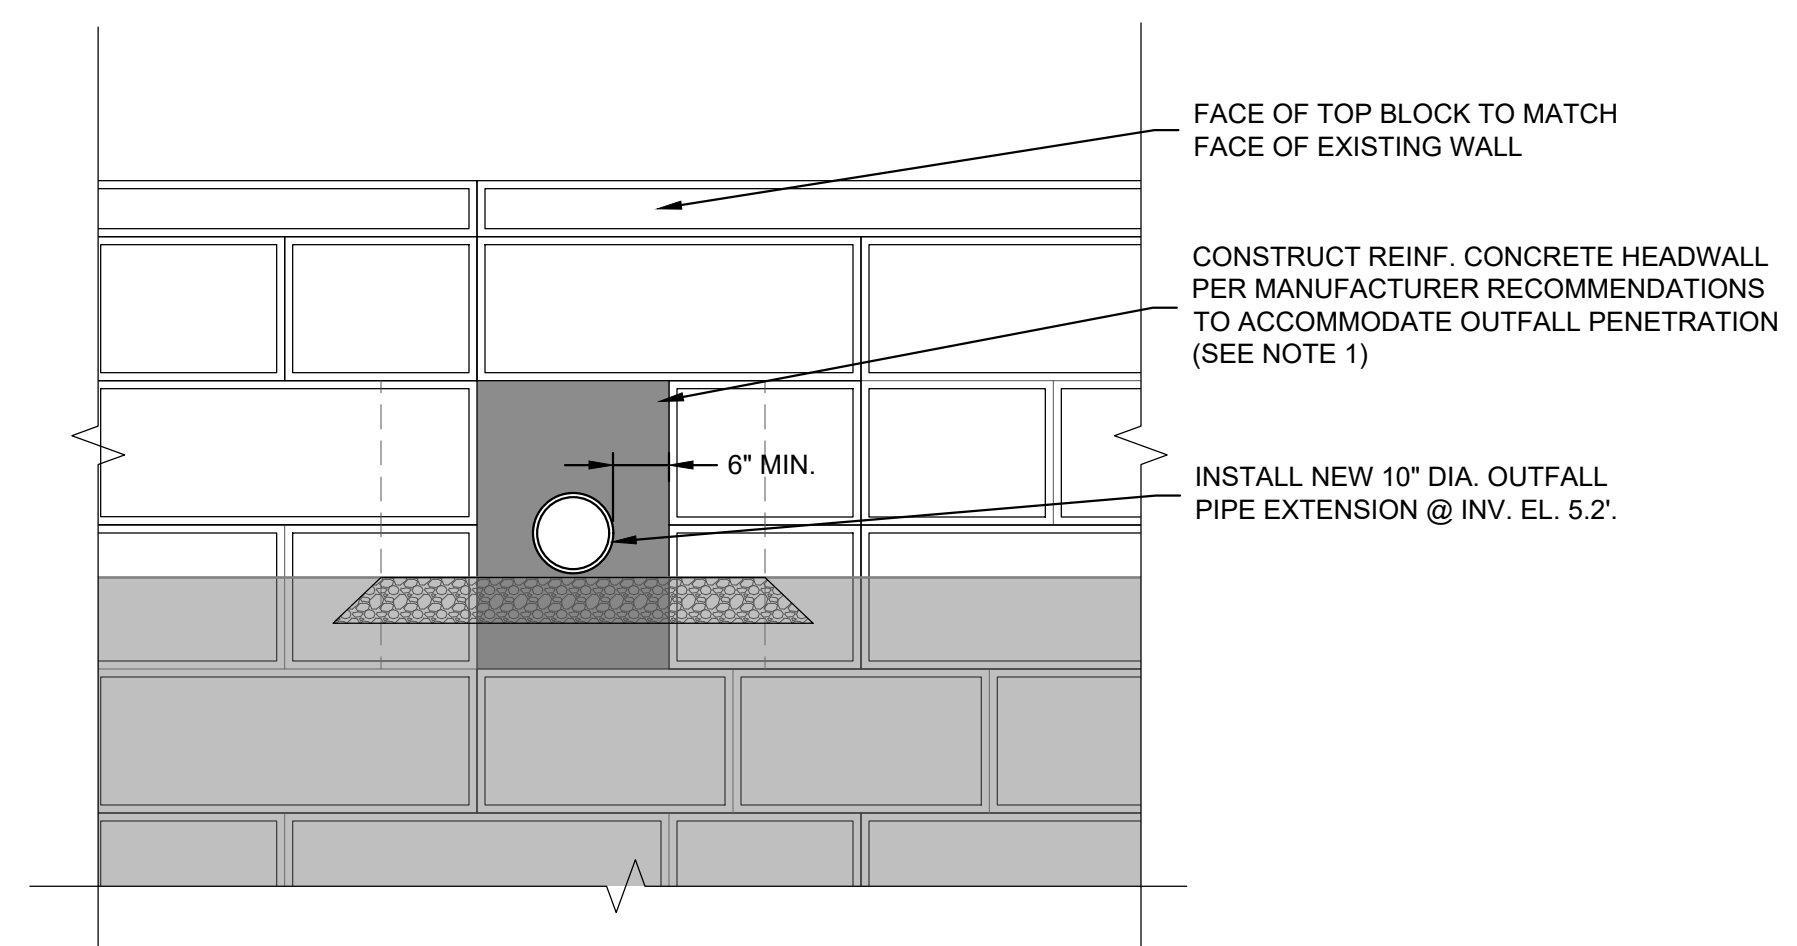 FACE OF TOP BLOCK TO MATCH
FACE OF EXISTING WALL
CONSTRUCT REINF. CONCRETE HEADWALL
PER MANUFACTURER RECOMMENDATIONS
TO ACCOMMODATE OUTFALL PENETRATION
(SEE NOTE 1)
6" MIN.
INSTALL NEW 10" DIA. OUTFALL
PIPE EXTENSION @ INV. EL. 5.2'.